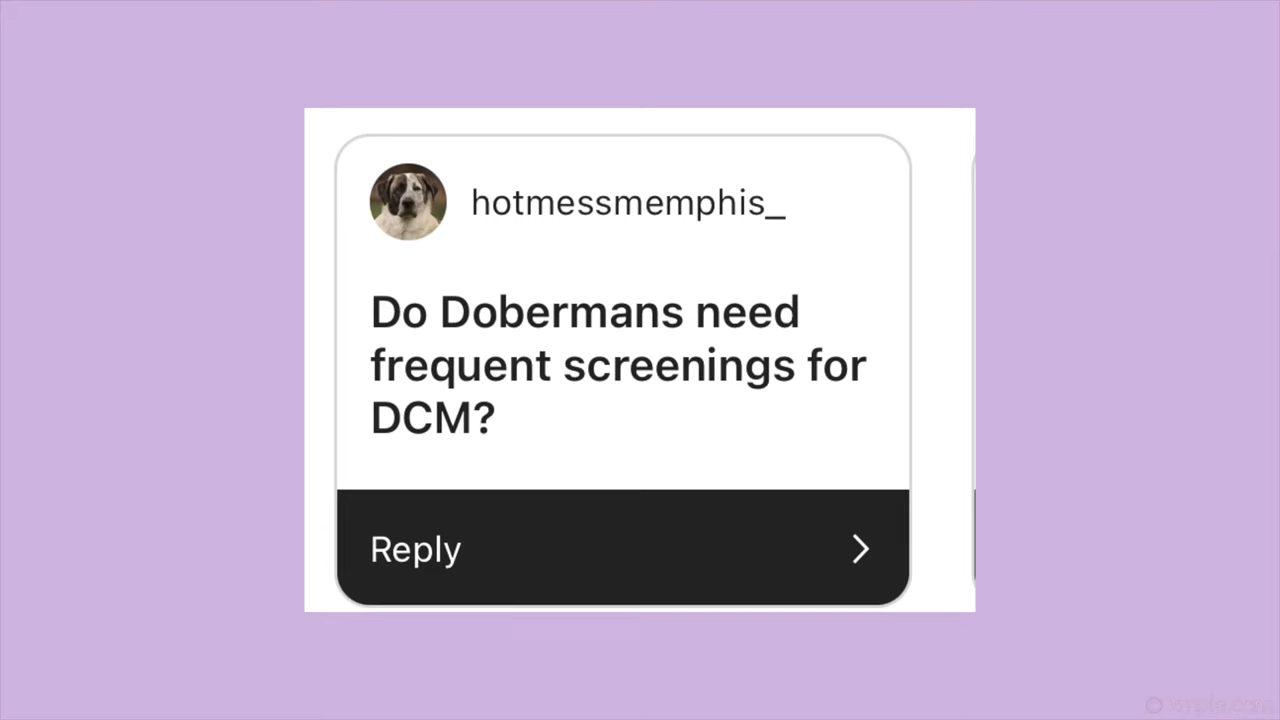 hotmessmemphis_
Do Dobermans need
frequent screenings for
DCM?
Reply